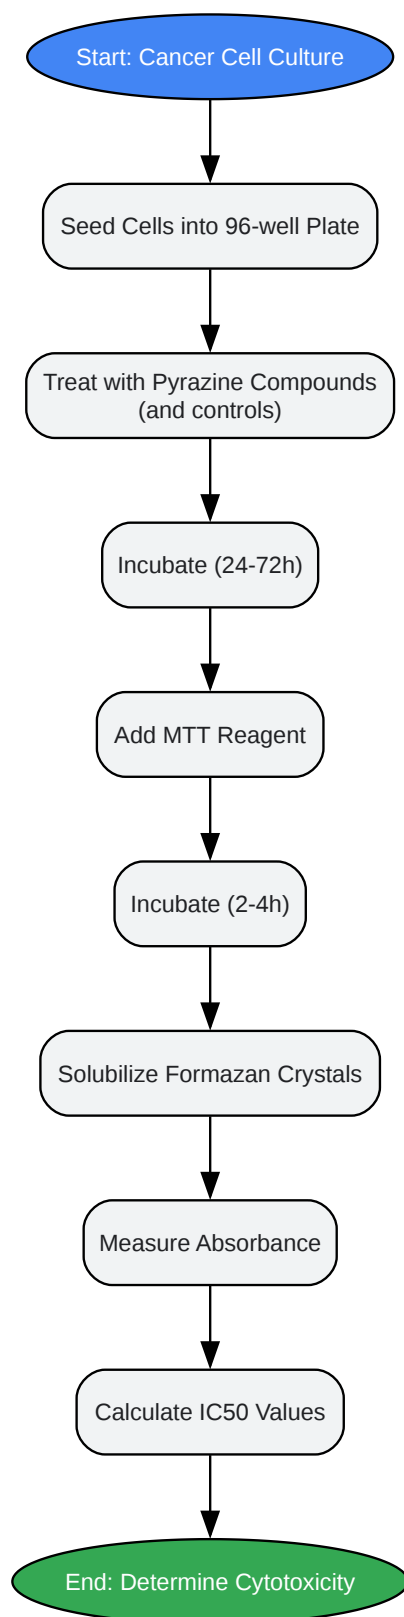 Start: Cancer Cell Culture
Seed Cells into 96-well Plate
Treat with Pyrazine Compounds
(and controls)
Incubate (24-72h)
Add MTT Reagent
Incubate (2-4h)
Solubilize Formazan Crystals
Measure Absorbance
Calculate IC50 Values
End: Determine Cytotoxicity